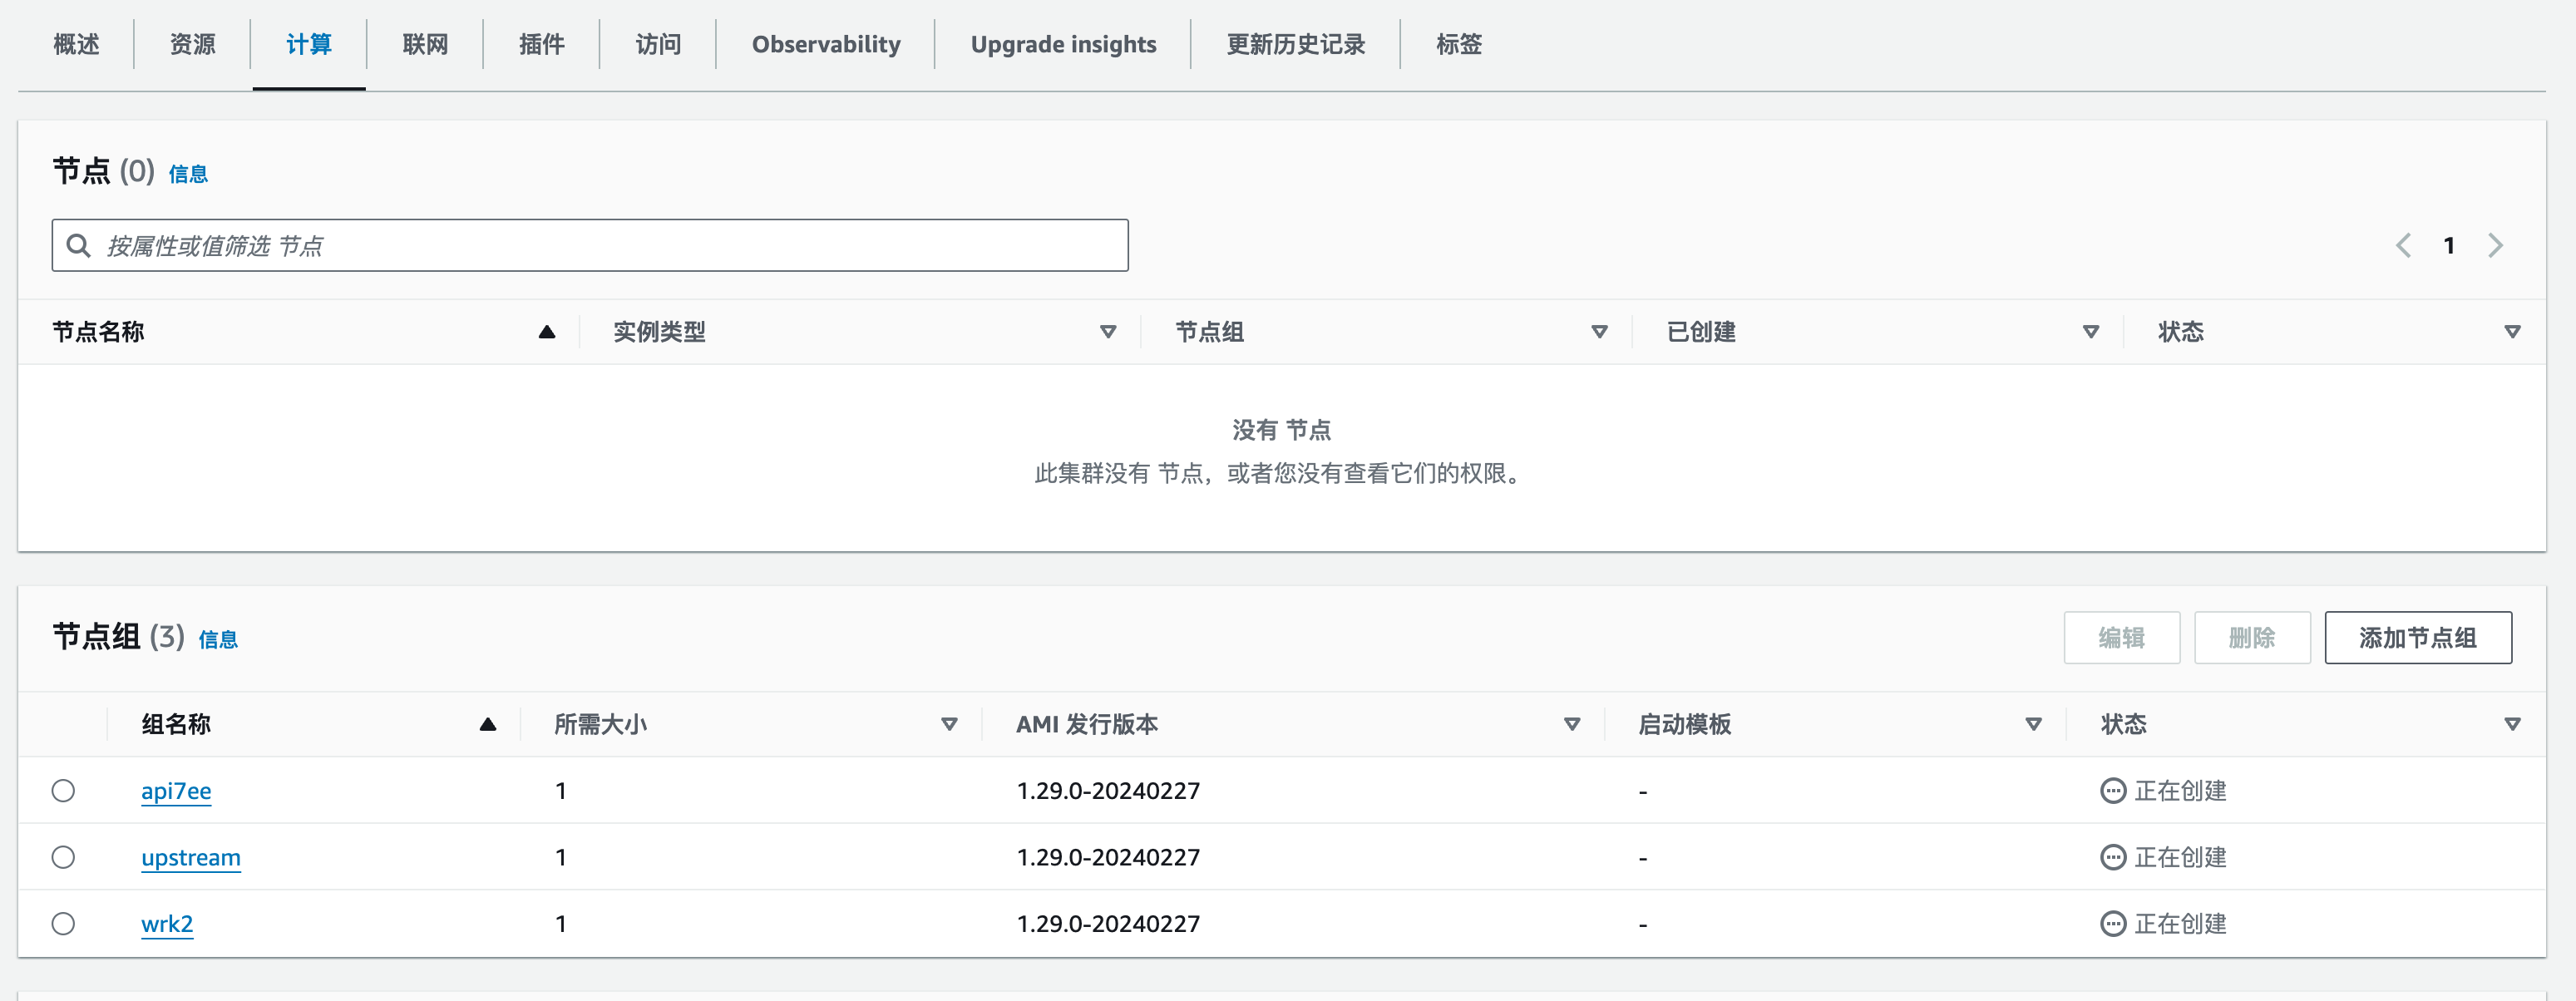 概述 资源 计算 联网 插件 访问 Observability Upgrade insights 更新历史记录 标签
节点 (0) 信息
按属性或值筛选 节点 1
节点名称 实例类型 节点组 已创建 状态
没有 节点
此集群没有 节点，或者您没有查看它们的权限。
节点组 (3) 信息 编辑 删除 添加节点组
组名称 所需大小 AMI 发行版本 启动模板 状态
api7ee 1 1.29.0-20240227 - 正在创建
upstream 1 1.29.0-20240227 - 正在创建
wrk2 1 1.29.0-20240227 - 正在创建